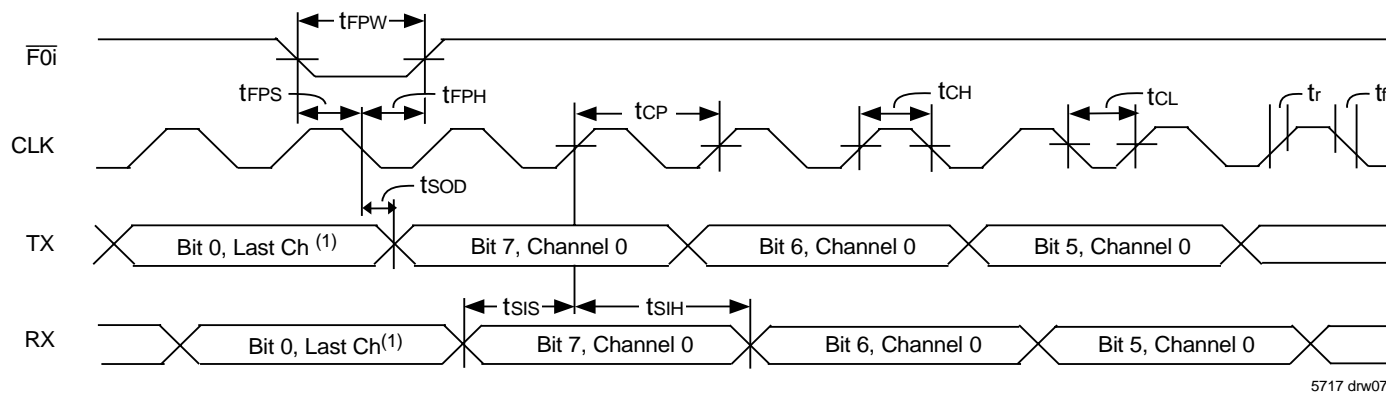 tFPW
F0i
tFPS
tFPH
tCP
tCH
tCL
tr
tf
CLK
tSOD
TX
Bit 0, Last Ch (1)
Bit 7, Channel 0
Bit 6, Channel 0
Bit 5, Channel 0
tSIS
tSIH
RX
Bit 0, Last Ch(1)
Bit 7, Channel 0
Bit 6, Channel 0
Bit 5, Channel 0
5717 drw07